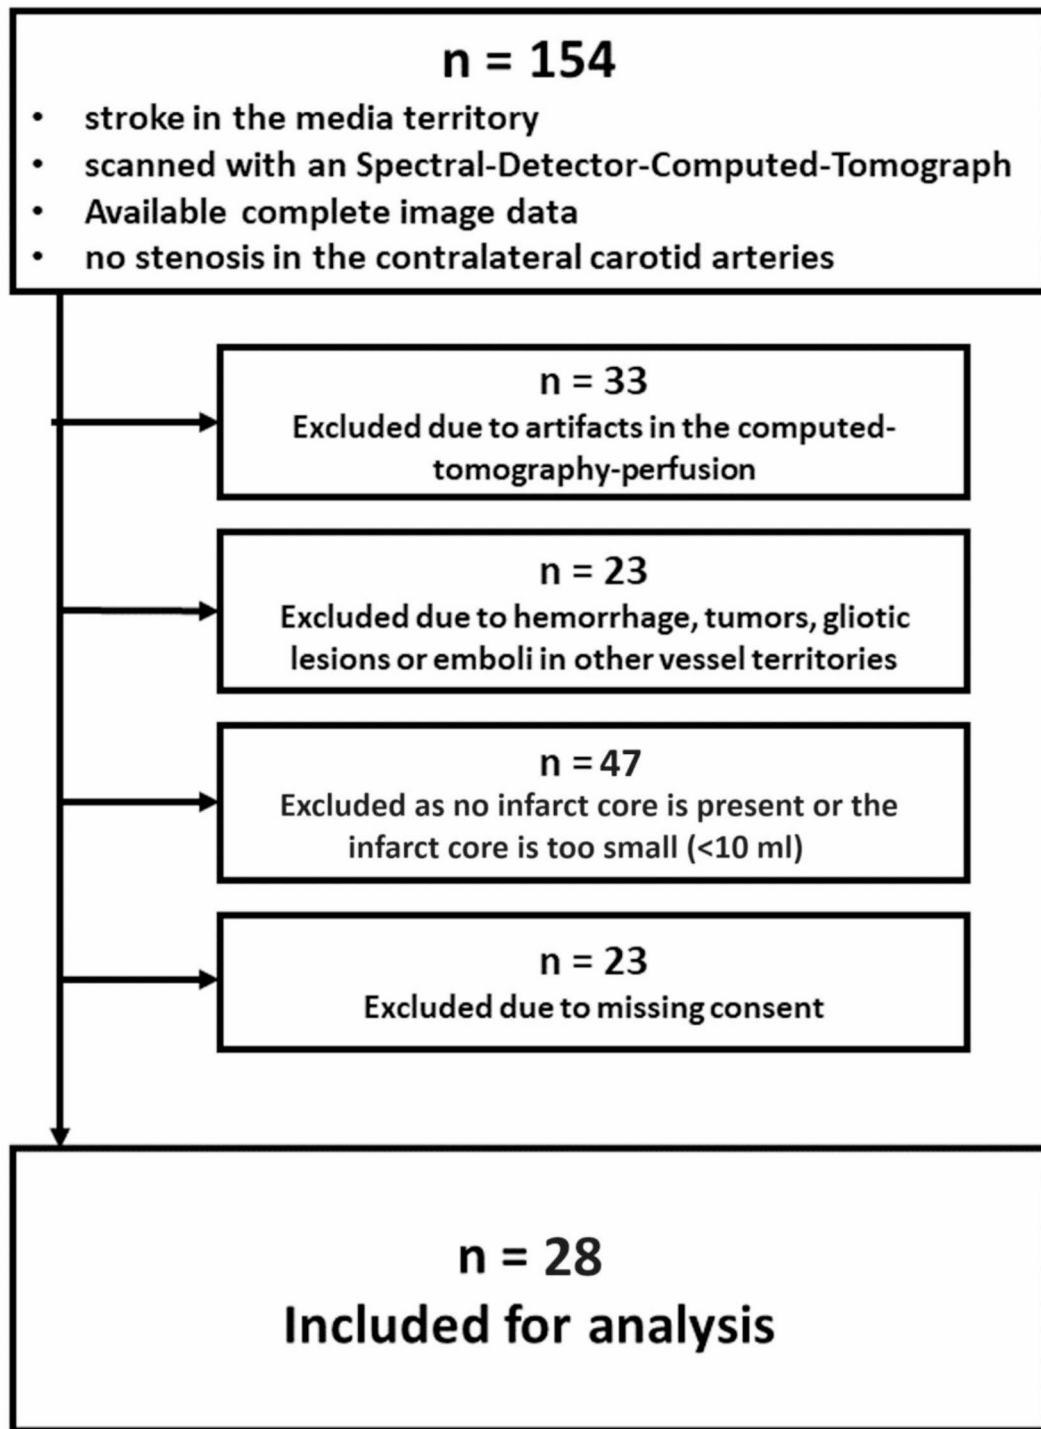 n = 154
• stroke in the media territory
• scanned with an Spectral-Detector-Computed-Tomograph
• Available complete image data
• no stenosis in the contralateral carotid arteries
n = 33
Excluded due to artifacts in the computed-
tomography-perfusion
n = 23
Excluded due to hemorrhage, tumors, gliotic
lesions or emboli in other vessel territories
n = 47
Excluded as no infarct core is present or the
infarct core is too small (<10 ml)
n = 23
Excluded due to missing consent
n = 28
Included for analysis